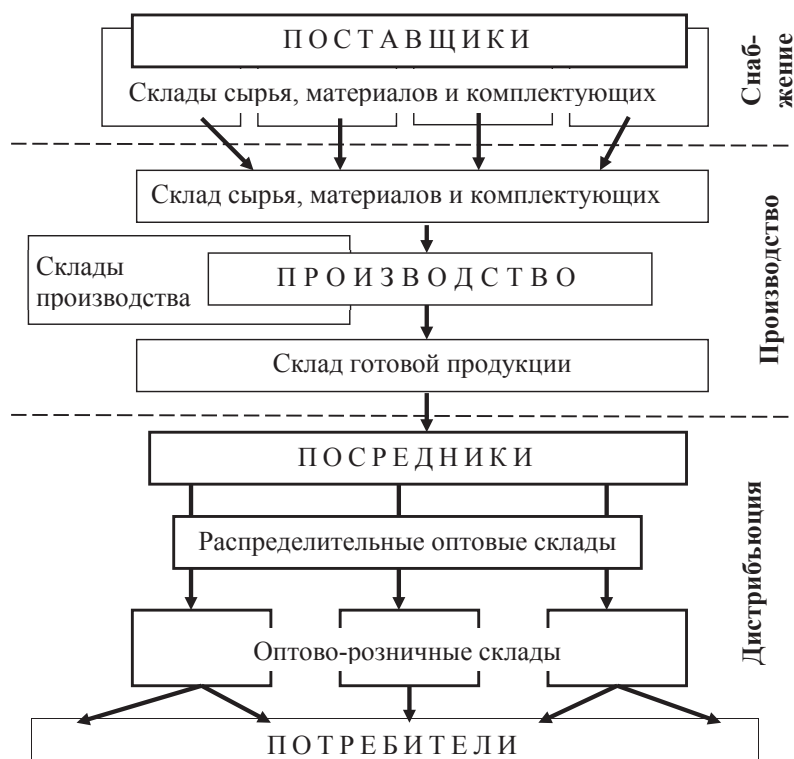 ПОСТАВЩИКИ
Склады сырья, материалов и комплектующих
Снаб-
жение
Склад сырья, материалов и комплектующих
Склады
производства
ПРОИЗВОДСТВО
Склад готовой продукции
Производство
ПОСРЕДНИКИ
Распределительные оптовые склады
Оптово-розничные склады
Дистрибъюция
ПОТРЕБИТЕЛИ